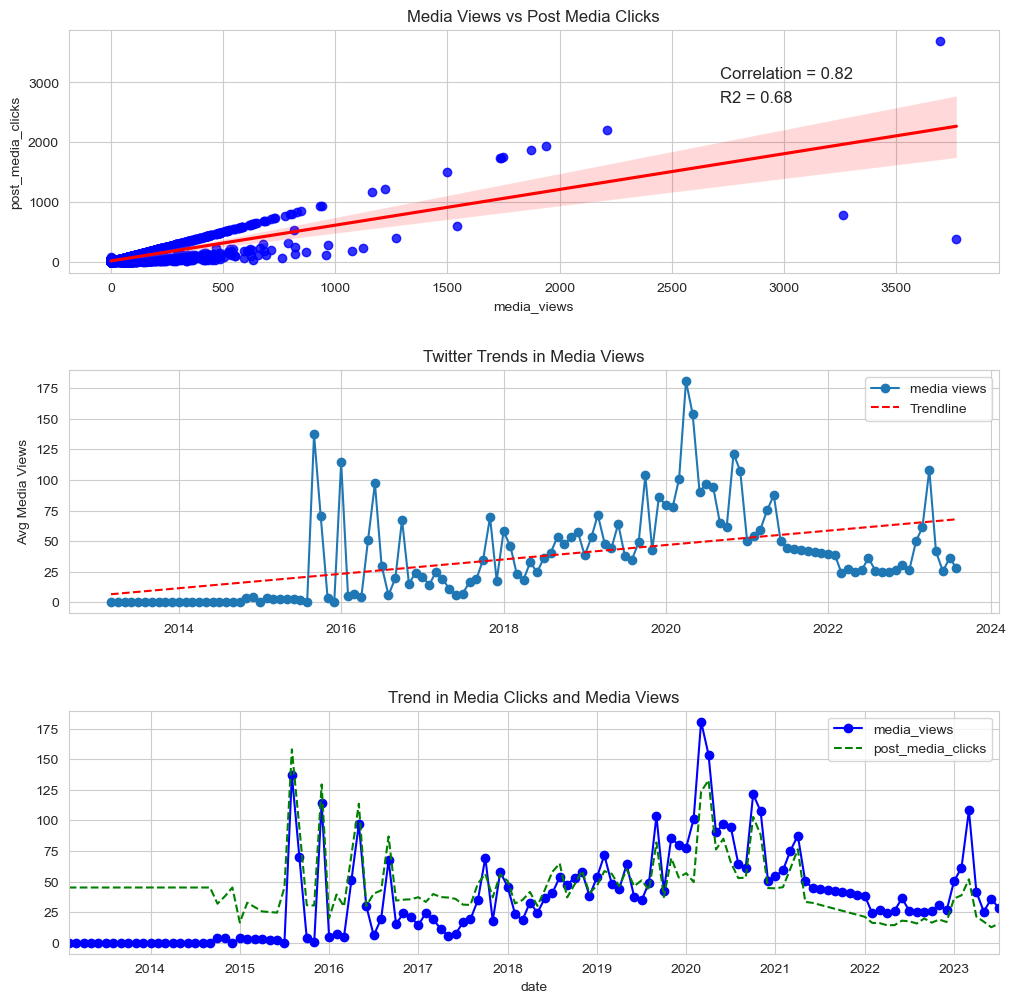 Media Views vs Post Media Clicks
Correlation = 0.82
R2 = 0.68
post_media_clicks
3000
2000
1000
0
0 500 1000 1500 2000 2500 3000 3500
media_views
Twitter Trends in Media Views
media views
Trendline
Avg Media Views
175
150
125
100
75
50
25
0
2014 2016 2018 2020 2022 2024
Trend in Media Clicks and Media Views
media_views
post_media_clicks
175
150
125
100
75
50
25
0
2014 2015 2016 2017 2018 2019 2020 2021 2022 2023
date